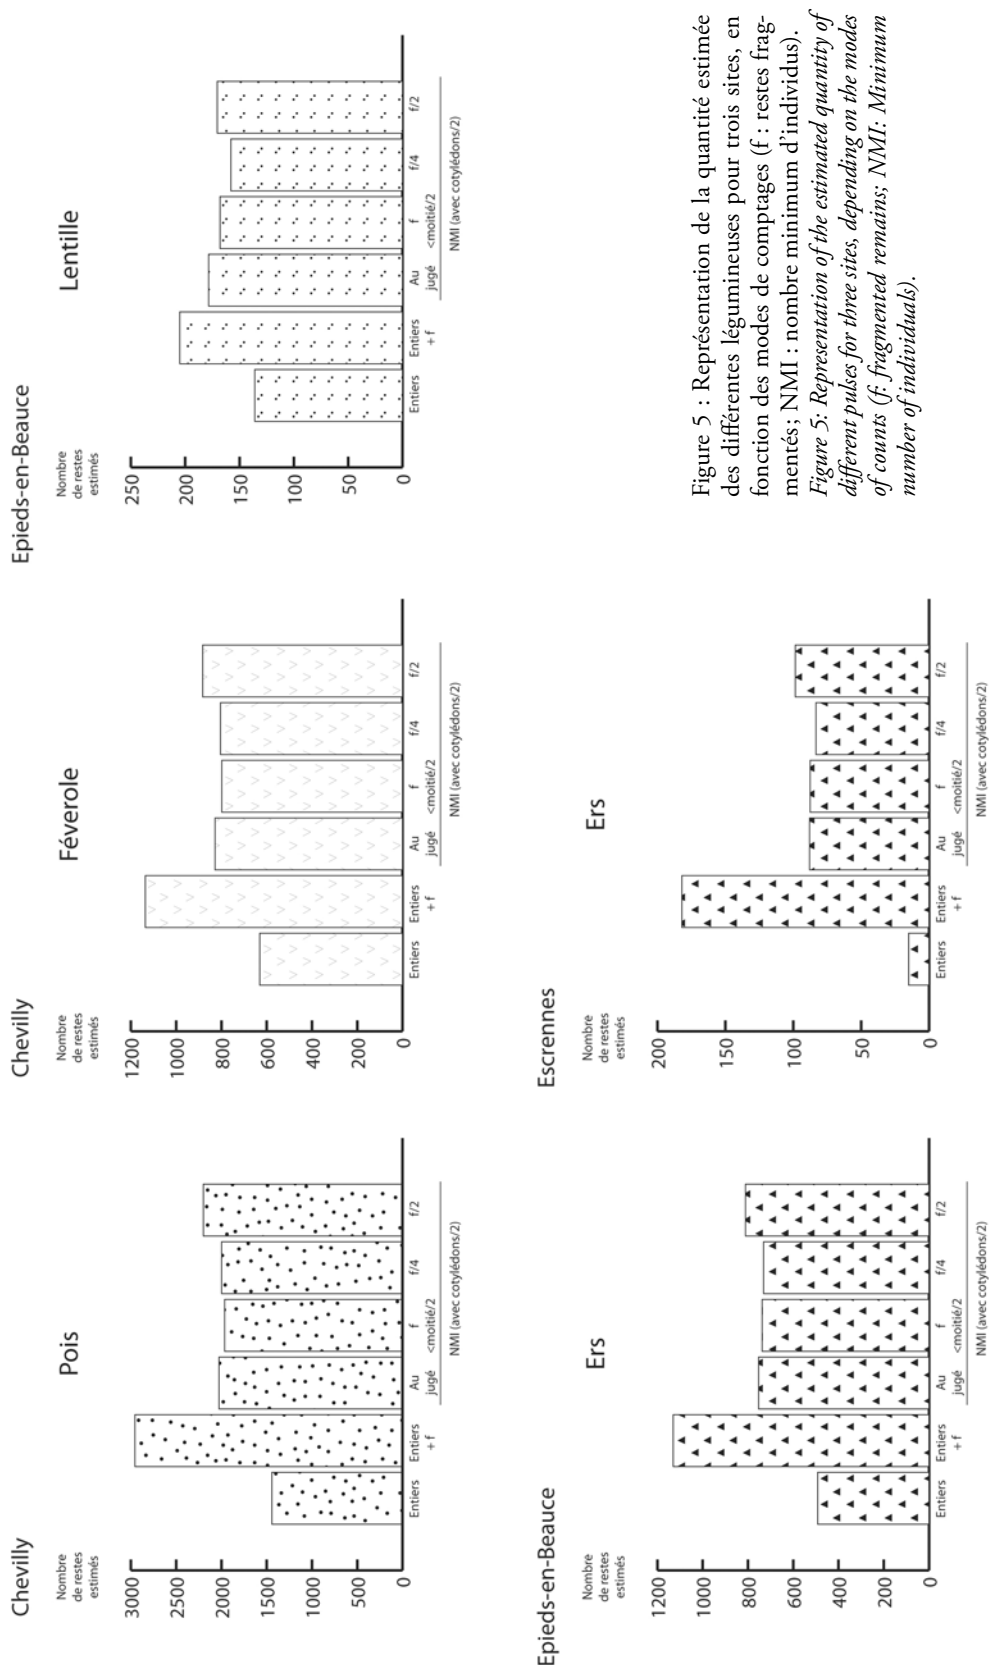 Chevilly
Pois
Nombre
de restes
estimés
3000
2500
2000
1500
1000
500
0
Entiers
Entiers
+ f
Au
jugé
f
<moitié/2
f/4
f/2
NMI (avec cotylédons/2)
Chevilly
Féverole
Nombre
de restes
estimés
1200
1000
800
600
400
200
0
Entiers
Entiers
+ f
Au
jugé
f
<moitié/2
f/4
f/2
NMI (avec cotylédons/2)
Epieds-en-Beauce
Lentille
Nombre
de restes
estimés
250
200
150
100
50
0
Entiers
Entiers
+ f
Au
jugé
f
<moitié/2
f/4
f/2
NMI (avec cotylédons/2)
Epieds-en-Beauce
Ers
Nombre
de restes
estimés
1200
1000
800
600
400
200
0
Entiers
Entiers
+ f
Au
jugé
f
<moitié/2
f/4
f/2
NMI (avec cotylédons/2)
Escrennes
Ers
Nombre
de restes
estimés
200
150
100
50
0
Entiers
Entiers
+ f
Au
jugé
f
<moitié/2
f/4
f/2
NMI (avec cotylédons/2)
Figure 5 : Représentation de la quantité estimée
des différentes légumineuses pour trois sites, en
fonction des modes de comptages (f : restes frag-
mentés; NMI : nombre minimum d'individus).
Figure 5: Representation of the estimated quantity of
different pulses for three sites, depending on the modes
of counts (f: fragmented remains; NMI: Minimum
number of individuals).